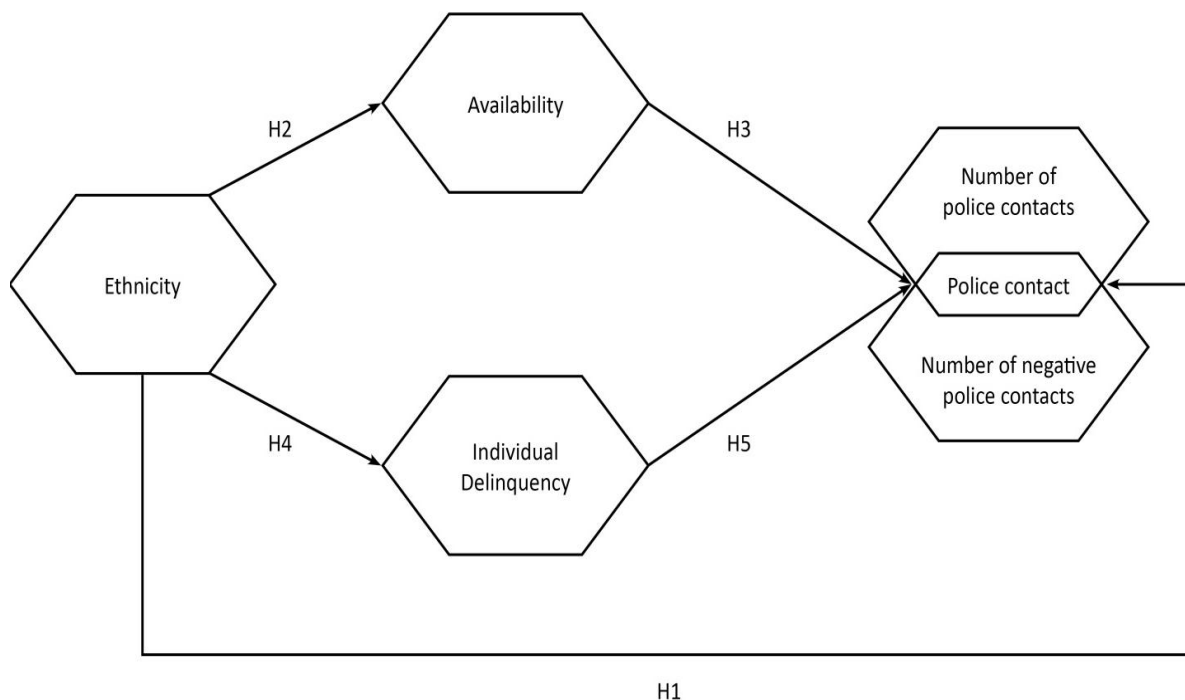 Availability
H2
H3
Number of
police contacts
Ethnicity
Police contact
Number of negative
police contacts
H4
Individual
Delinquency
H5
H1